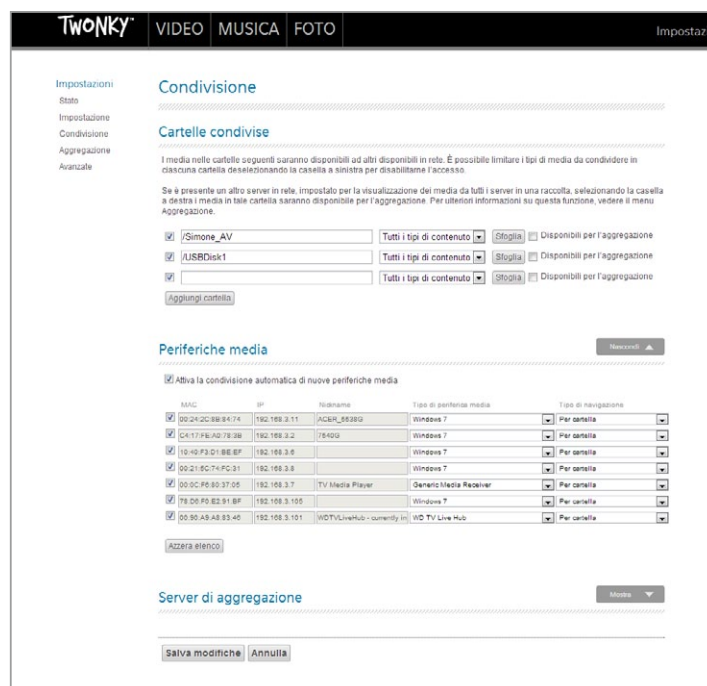 TWONKY™ VIDEO MUSICA FOTO Impostaz
Impostazioni
Stato
Impostazione
Condivisione
Aggregazione
Avanzate
Condivisione
Cartelle condivise
I media nelle cartelle seguenti saranno disponibili ad altri disponibili in rete. È possibile limitare i tipi di media da condividere in
ciascuna cartella deselezionando la casella a sinistra per disabilitarne l'accesso.
Se è presente un altro server in rete, impostato per la visualizzazione dei media da tutti i server in una raccolta, selezionando la casella
a destra i media in tale cartella saranno disponibile per l'aggregazione. Per ulteriori informazioni su questa funzione, vedere il menu
Aggregazione.
/Simone_AV Tutti i tipi di contenuto Sfoglia Disponibili per l'aggregazione
/USBDisk1 Tutti i tipi di contenuto Sfoglia Disponibili per l'aggregazione
Tutti i tipi di contenuto Sfoglia Disponibili per l'aggregazione
Aggiungi cartella
Periferiche media Nascondi
Attiva la condivisione automatica di nuove periferiche media
MAC IP Nickname Tipo di periferica media Tipo di navigazione
00:24:2C:8B:84:74 192.168.3.11 ACER_5538G Windows 7 Per cartella
C4:17:FE:A0:78:3B 192.168.3.2 7540G Windows 7 Per cartella
10:40:F3:D1:BE:EF 192.168.3.6 Windows 7 Per cartella
00:21:5C:74:FC:31 192.168.3.8 Windows 7 Per cartella
00:0C:F6:80:37:05 192.168.3.7 TV Media Player Generic Media Receiver Per cartella
78:D6:F0:E2:91:BF 192.168.3.105 Windows 7 Per cartella
00:90:A9:A8:83:46 192.168.3.101 WDTVLiveHub - currently in WD TV Live Hub Per cartella
Azzera elenco
Server di aggregazione Mostra
Salva modifiche Annulla